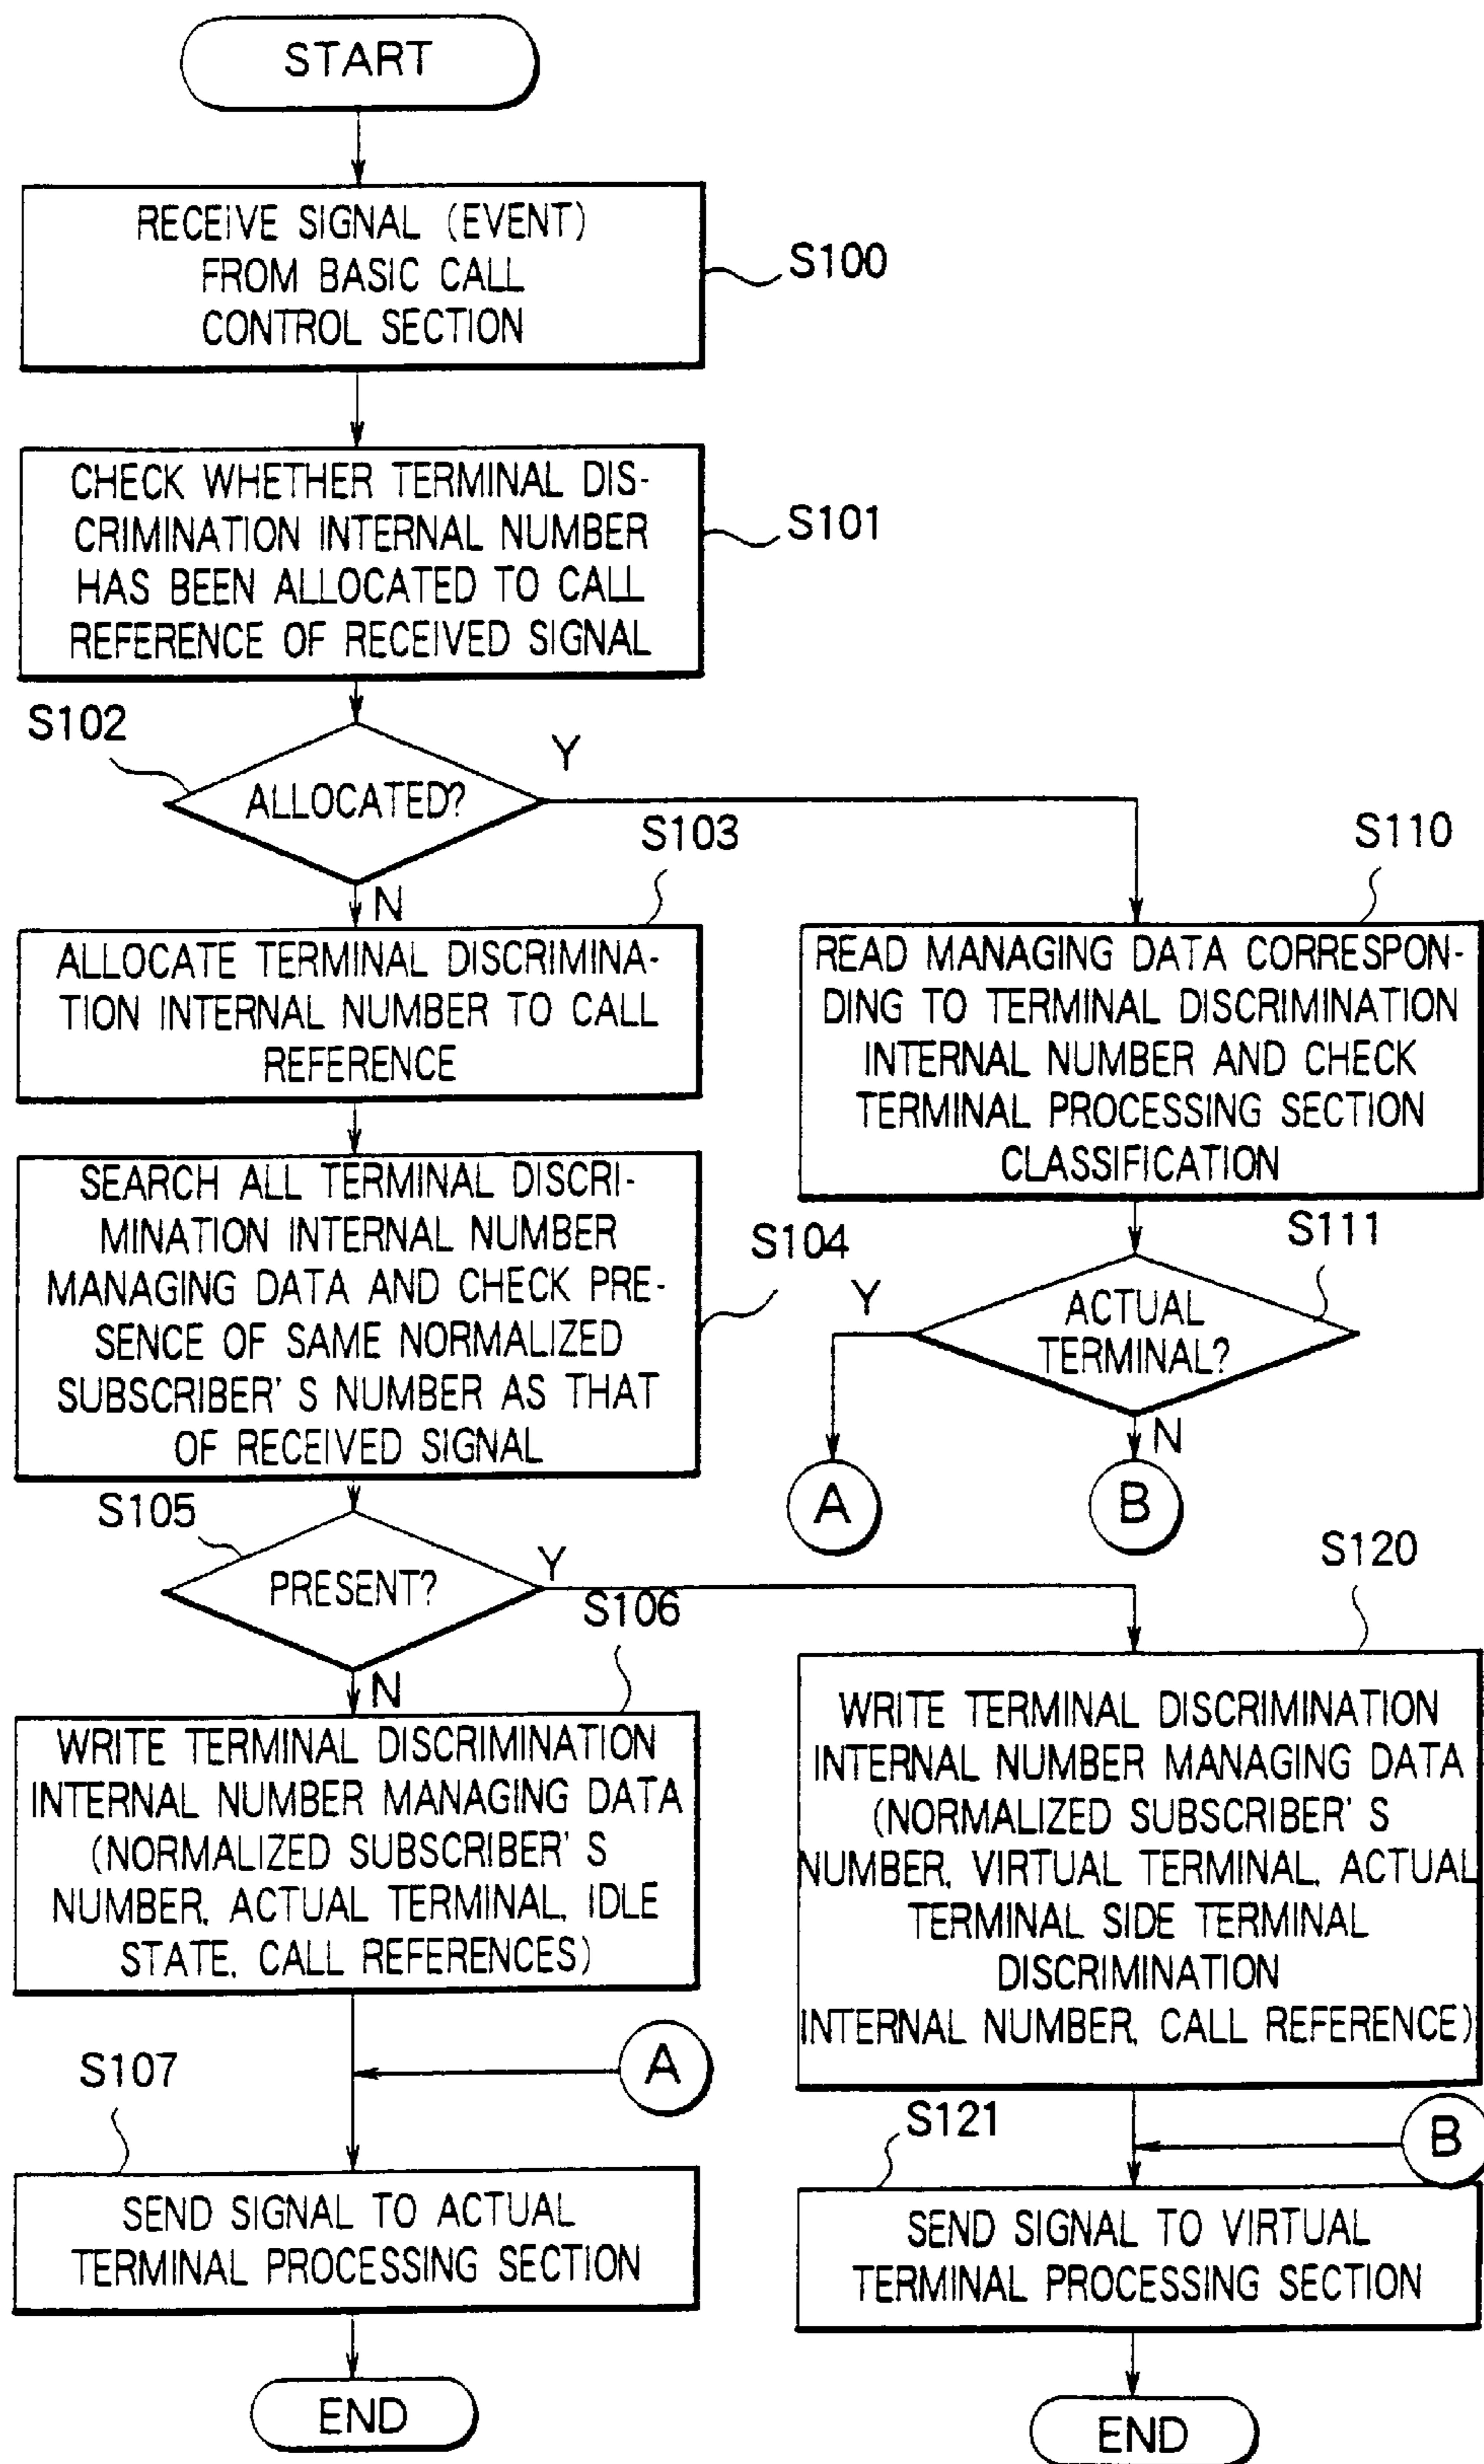 START
RECEIVE SIGNAL (EVENT)
FROM BASIC CALL
CONTROL SECTION
S100
CHECK WHETHER TERMINAL DIS-
CRIMINATION INTERNAL NUMBER
HAS BEEN ALLOCATED TO CALL
REFERENCE OF RECEIVED SIGNAL
S101
S102
ALLOCATED?
Y
N
S103
ALLOCATE TERMINAL DISCRIMINA-
TION INTERNAL NUMBER TO CALL
REFERENCE
S110
READ MANAGING DATA CORRESPON-
DING TO TERMINAL DISCRIMINATION
INTERNAL NUMBER AND CHECK
TERMINAL PROCESSING SECTION
CLASSIFICATION
SEARCH ALL TERMINAL DISCRI-
MINATION INTERNAL NUMBER
MANAGING DATA AND CHECK PRE-
SENCE OF SAME NORMALIZED
SUBSCRIBER'S NUMBER AS THAT
OF RECEIVED SIGNAL
S104
S111
ACTUAL
TERMINAL?
Y
N
A
B
S105
PRESENT?
Y
N
S106
WRITE TERMINAL DISCRIMINATION
INTERNAL NUMBER MANAGING DATA
(NORMALIZED SUBSCRIBER'S
NUMBER, ACTUAL TERMINAL, IDLE
STATE, CALL REFERENCES)
S120
WRITE TERMINAL DISCRIMINATION
INTERNAL NUMBER MANAGING DATA
(NORMALIZED SUBSCRIBER'S
NUMBER, VIRTUAL TERMINAL, ACTUAL
TERMINAL SIDE TERMINAL
DISCRIMINATION
INTERNAL NUMBER, CALL REFERENCE)
A
S107
SEND SIGNAL TO ACTUAL
TERMINAL PROCESSING SECTION
END
B
S121
SEND SIGNAL TO VIRTUAL
TERMINAL PROCESSING SECTION
END